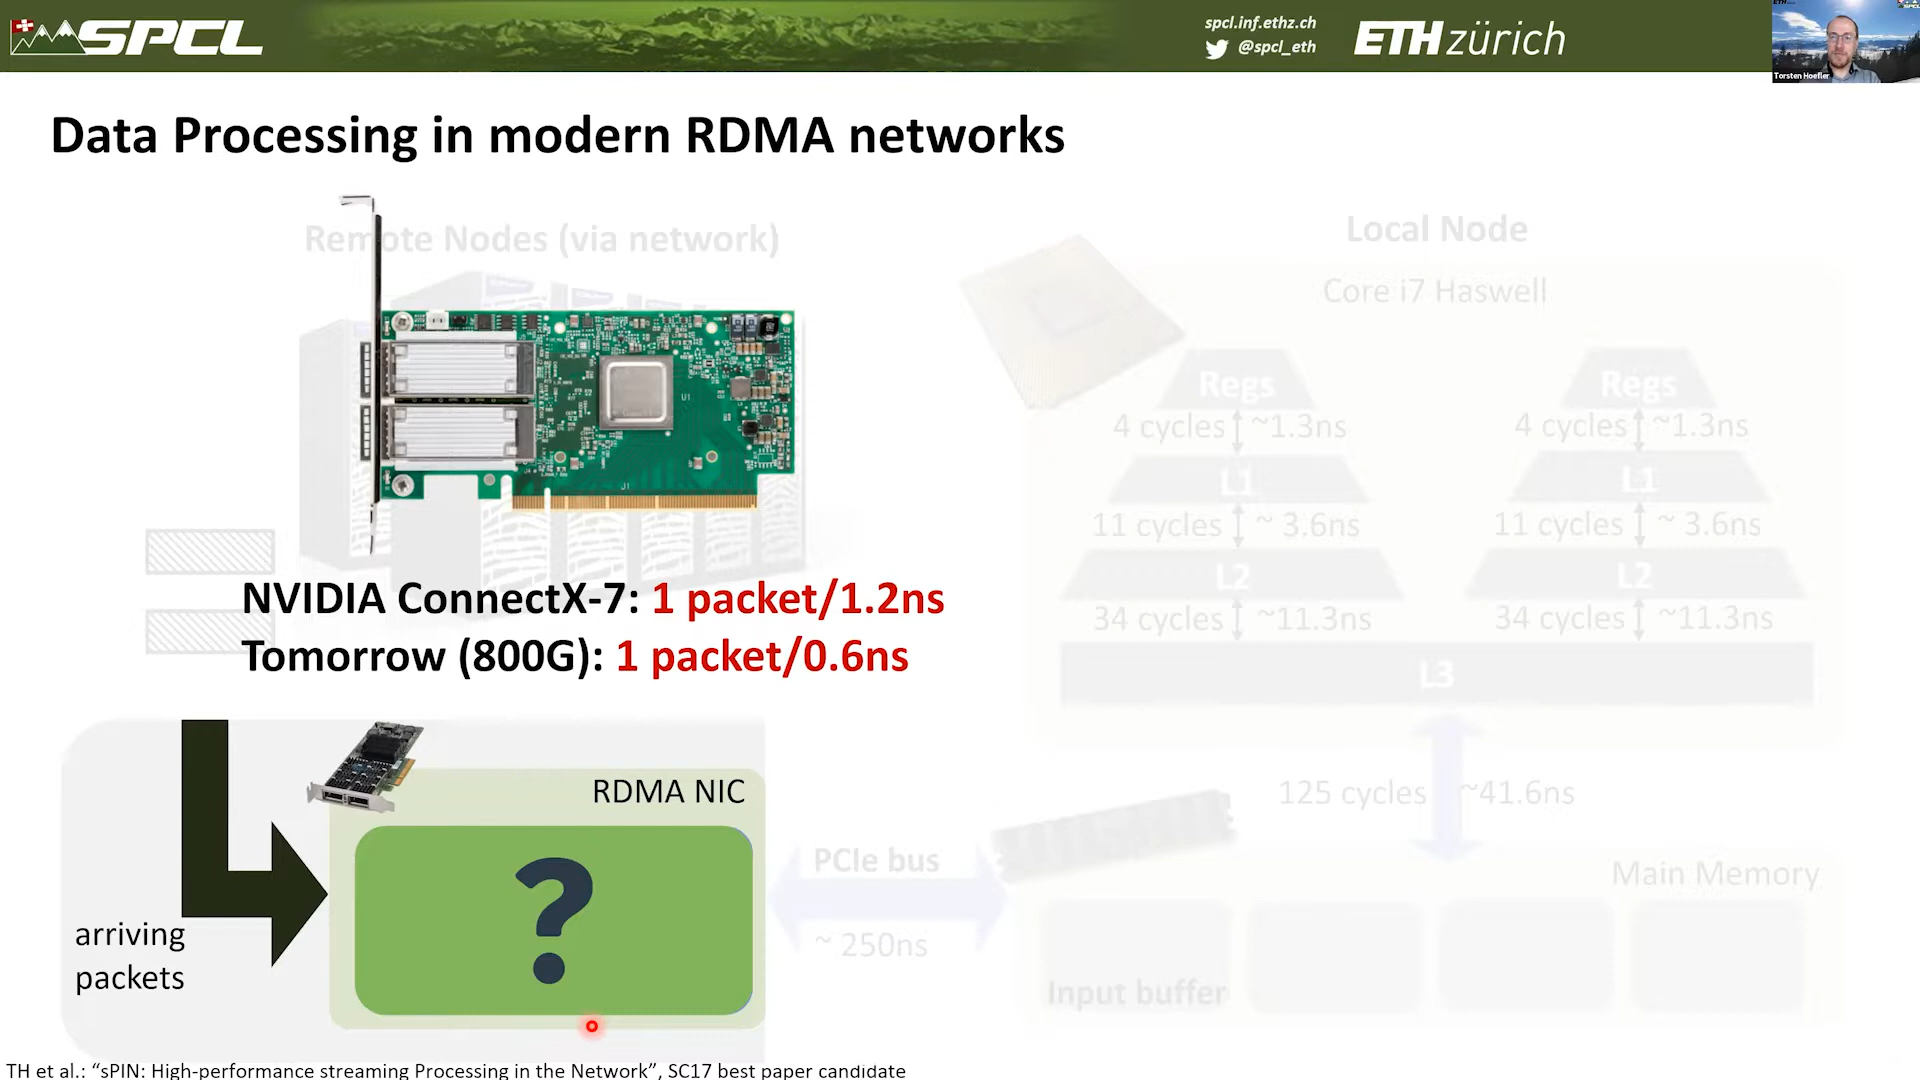 SPCL
spcl.inf.ethz.ch
@spcl_eth
ETH zürich
Torsten Hoefler
Data Processing in modern RDMA networks
Remote Nodes (via network)
Local Node
Core i7 Haswell
Regs
Regs
4 cycles ~1.3ns
4 cycles ~1.3ns
L1
L1
11 cycles ~ 3.6ns
11 cycles ~ 3.6ns
L2
L2
34 cycles ~11.3ns
34 cycles ~11.3ns
L3
NVIDIA ConnectX-7: 1 packet/1.2ns
Tomorrow (800G): 1 packet/0.6ns
125 cycles ~41.6ns
RDMA NIC
?
arriving
packets
PCIe bus
~ 250ns
Main Memory
Input buffer
TH et al.: “sPIN: High-performance streaming Processing in the Network”, SC17 best paper candidate